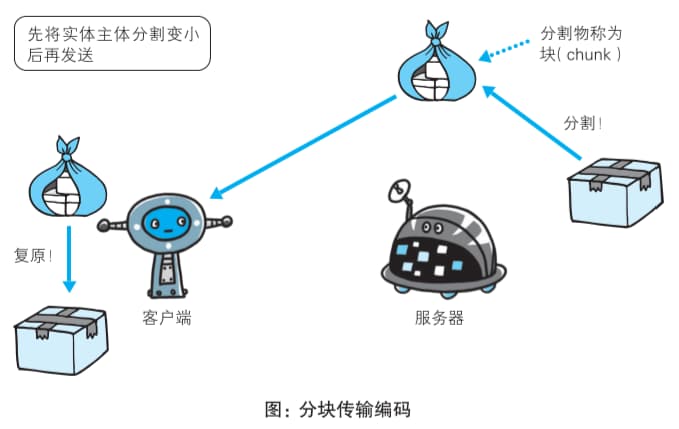 先将实体主体分割变小
后再发送
分割物称为
块( chunk )
分割!
复原!
客户端
服务器
图: 分块传输编码